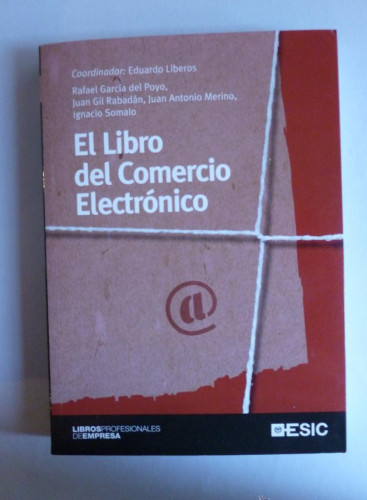 Coordinador: Eduardo Liberos
Rafael García del Poyo,
Juan Gil Rabadán, Juan Antonio Merino,
Ignacio Somalo
El Libro
del Comercio
Electrónico
@
LIBROSPROFESIONALES
DEEMPRESA
ESIC